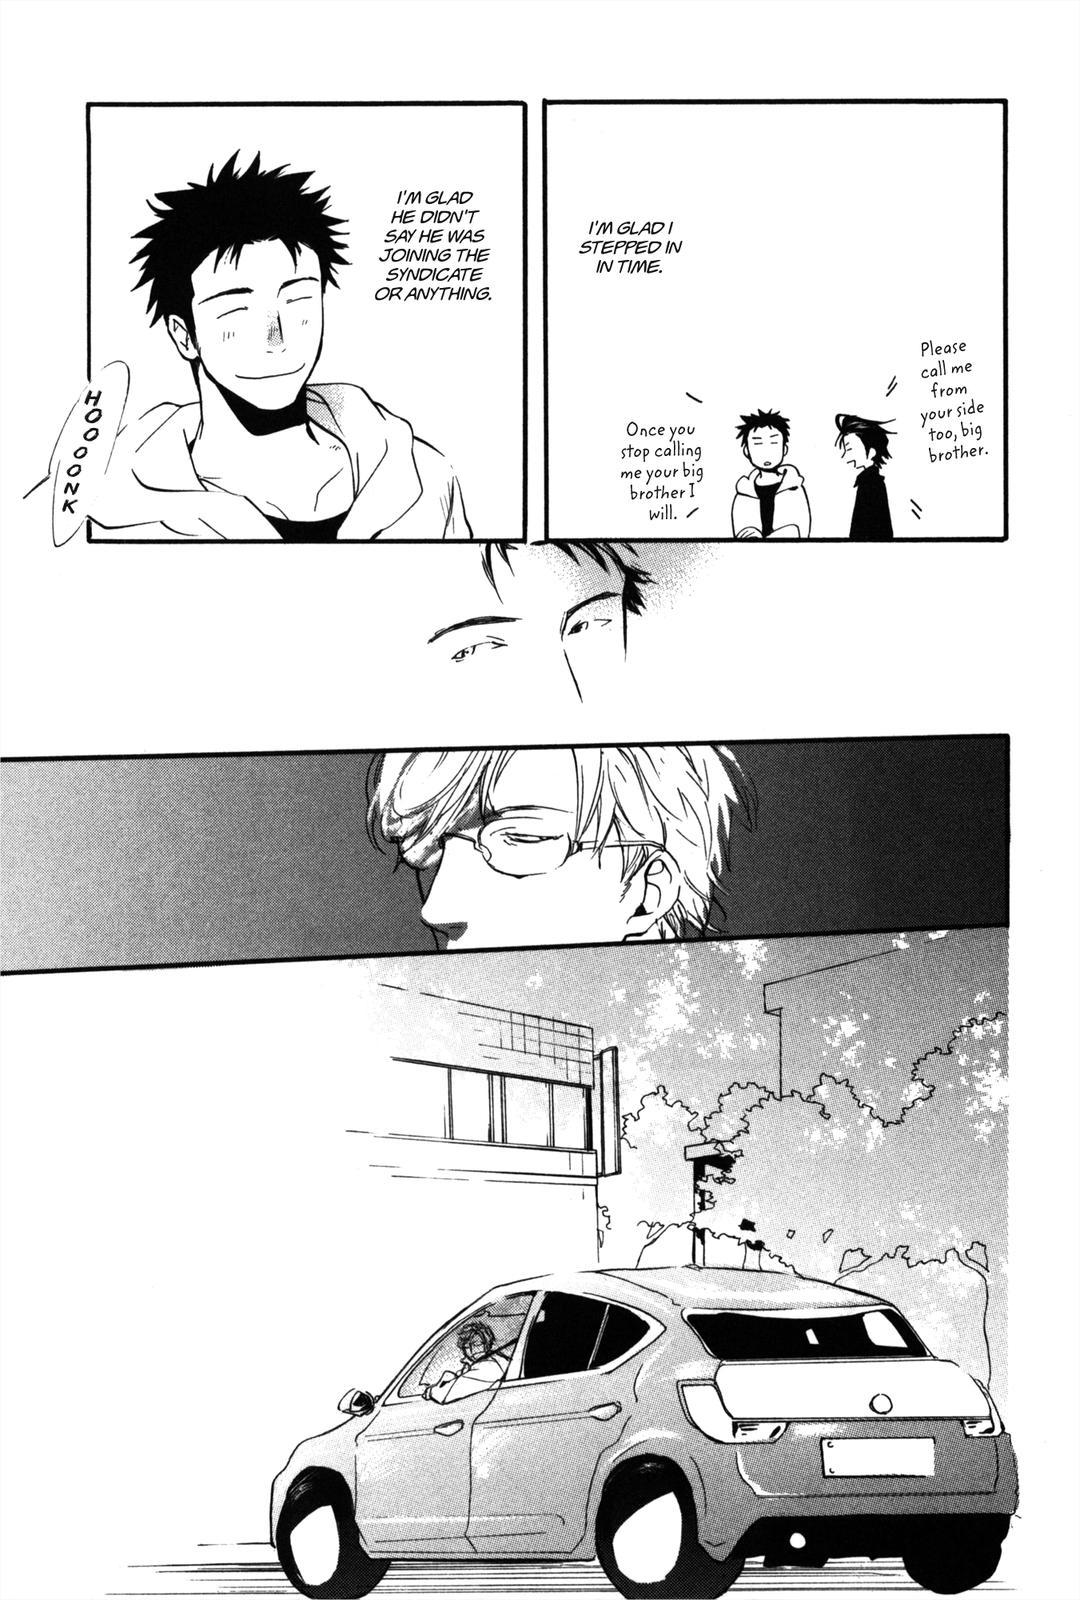 I'M GLAD I
STEPPED IN
IN TIME.
Please
call me
from
your side
too, big
brother.
Once you
stop calling
me your big
brother I
will.
I'M GLAD
HE DIDN'T
SAY HE WAS
JOINING THE
SYNDICATE
OR ANYTHING.
HOOOONK